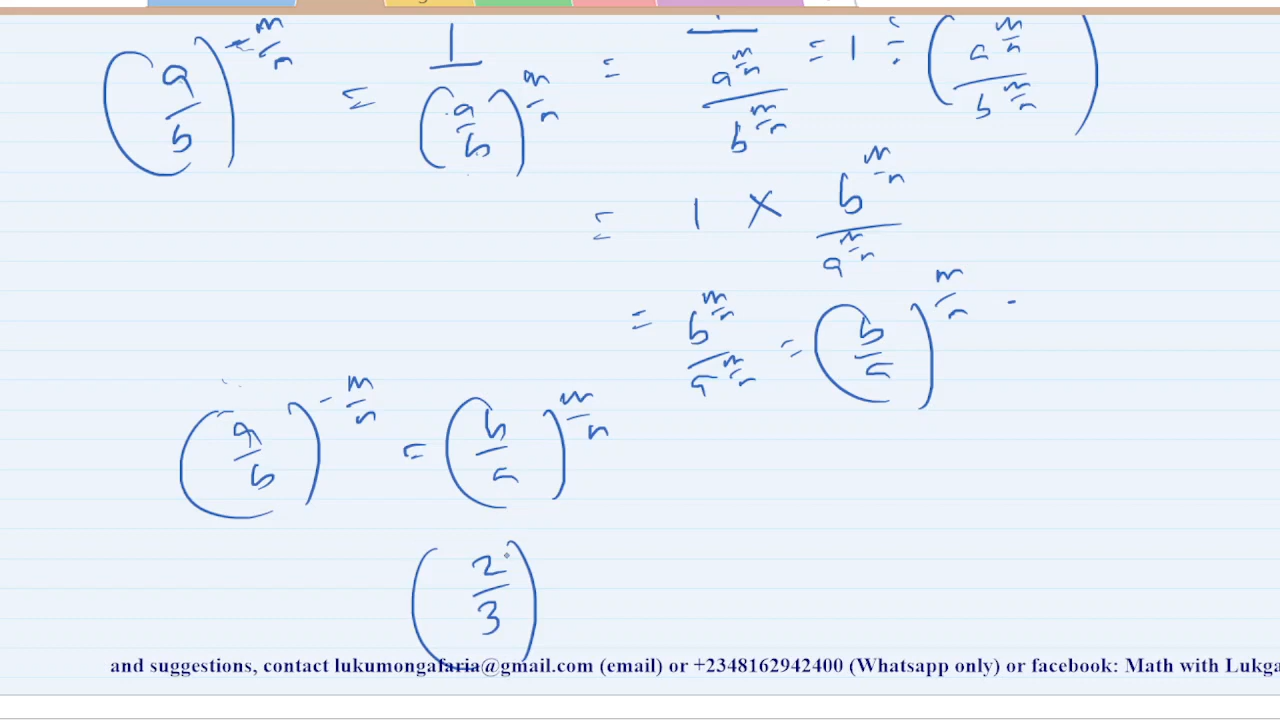 (a/b)^(-m/n) = 1/(a/b)^(m/n) = 1/(a^(m/n)/b^(m/n)) = 1 ÷ (a^(m/n)/b^(m/n))
= 1 × b^(m/n)/a^(m/n)
= b^(m/n)/a^(m/n) = (b/a)^(m/n)
(a/b)^(-m/n) = (b/a)^(m/n)
(2/3)
and suggestions, contact lukumongafaria@gmail.com (email) or +2348162942400 (Whatsapp only) or facebook: Math with Lukga